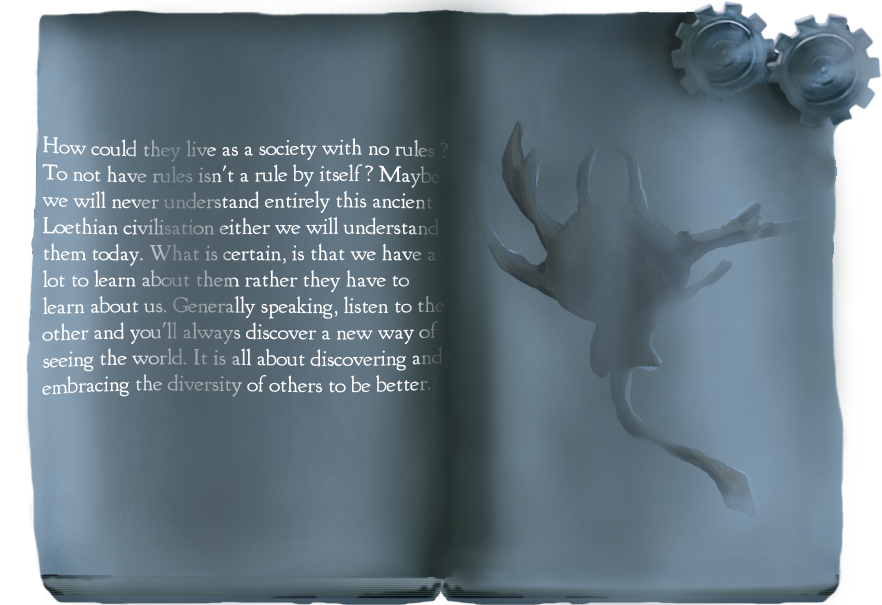 How could they live as a society with no rules ?
To not have rules isn't a rule by itself ? Maybe
we will never understand entirely this ancient
Loethian civilisation either we will understand
them today. What is certain, is that we have a
lot to learn about them rather they have to
learn about us. Generally speaking, listen to the
other and you'll always discover a new way of
seeing the world. It is all about discovering and
embracing the diversity of others to be better.